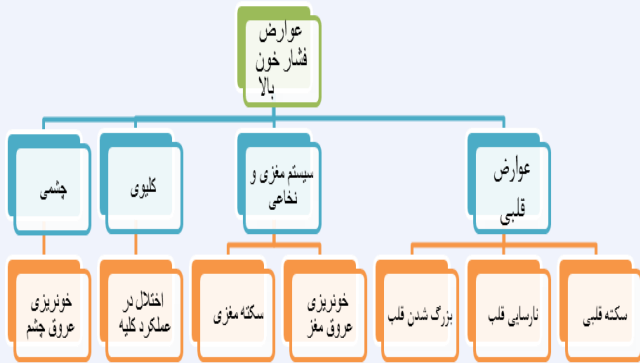 عوارض
فشار خون
بالا
عوارض
قلبی
سیستم مغزی و
نخاعی
کلیوی
چشمی
سکته قلبی
نارسایی قلب
بزرگ شدن قلب
خونریزی
عروق مغز
سکته مغزی
اختلال در
عملکرد کلیه
خونریزی
عروق چشم